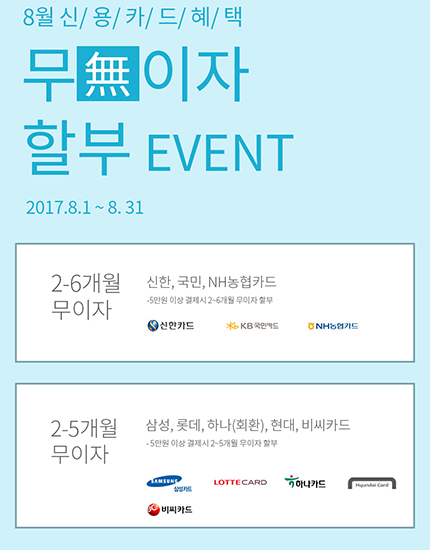 8월 신/ 용/ 카/ 드/ 혜/ 택
무無이자
할부 EVENT
2017.8.1 ~ 8. 31
2-6개월
무이자
신한, 국민, NH농협카드
-5만원 이상 결제시 2~6개월 무이자 할부
신한카드 KB국민카드 NH농협카드
2-5개월
무이자
삼성, 롯데, 하나(회환), 현대, 비씨카드
- 5만원 이상 결제시 2~5개월 무이자 할부
SAMSUNG 삼성카드 LOTTE CARD 하나카드 Hyundai Card
비씨카드